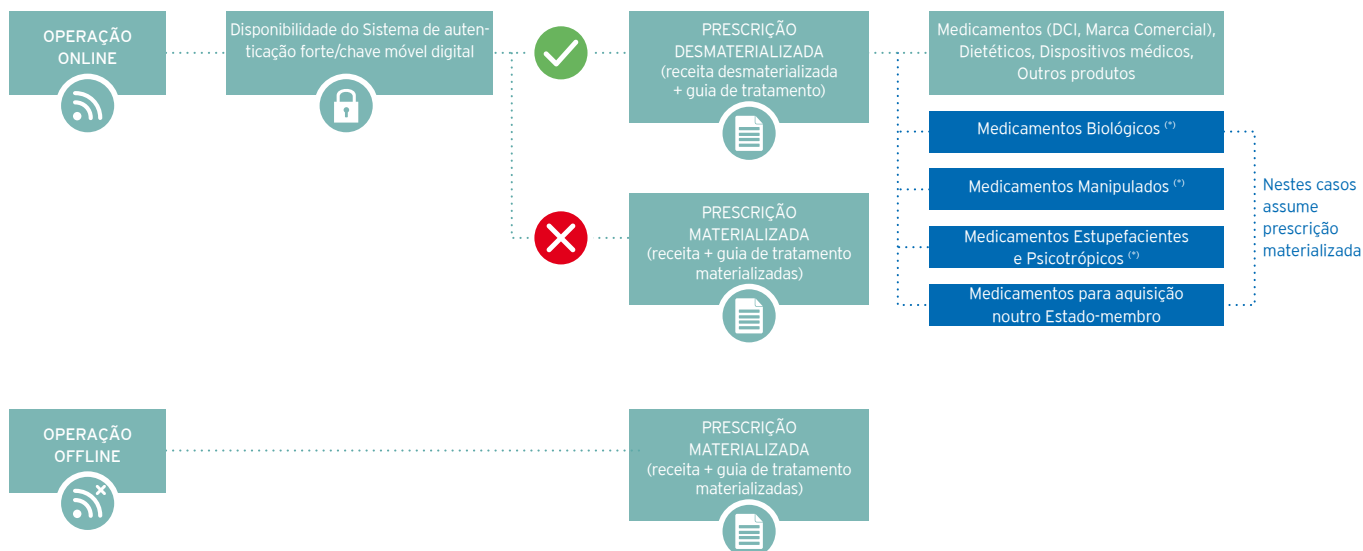 OPERAÇÃO
ONLINE
Disponibilidade do Sistema de auten-
ticação forte/chave móvel digital
PRESCRIÇÃO
DESMATERIALIZADA
(receita desmaterializada
+ guia de tratamento)
Medicamentos (DCI, Marca Comercial),
Dietéticos, Dispositivos médicos,
Outros produtos
Medicamentos Biológicos (*)
Medicamentos Manipulados (*)
Medicamentos Estupefacientes
e Psicotrópicos (*)
Medicamentos para aquisição
noutro Estado-membro
Nestes casos
assume
prescrição
materializada
PRESCRIÇÃO
MATERIALIZADA
(receita + guia de tratamento
materializadas)
OPERAÇÃO
OFFLINE
PRESCRIÇÃO
MATERIALIZADA
(receita + guia de tratamento
materializadas)